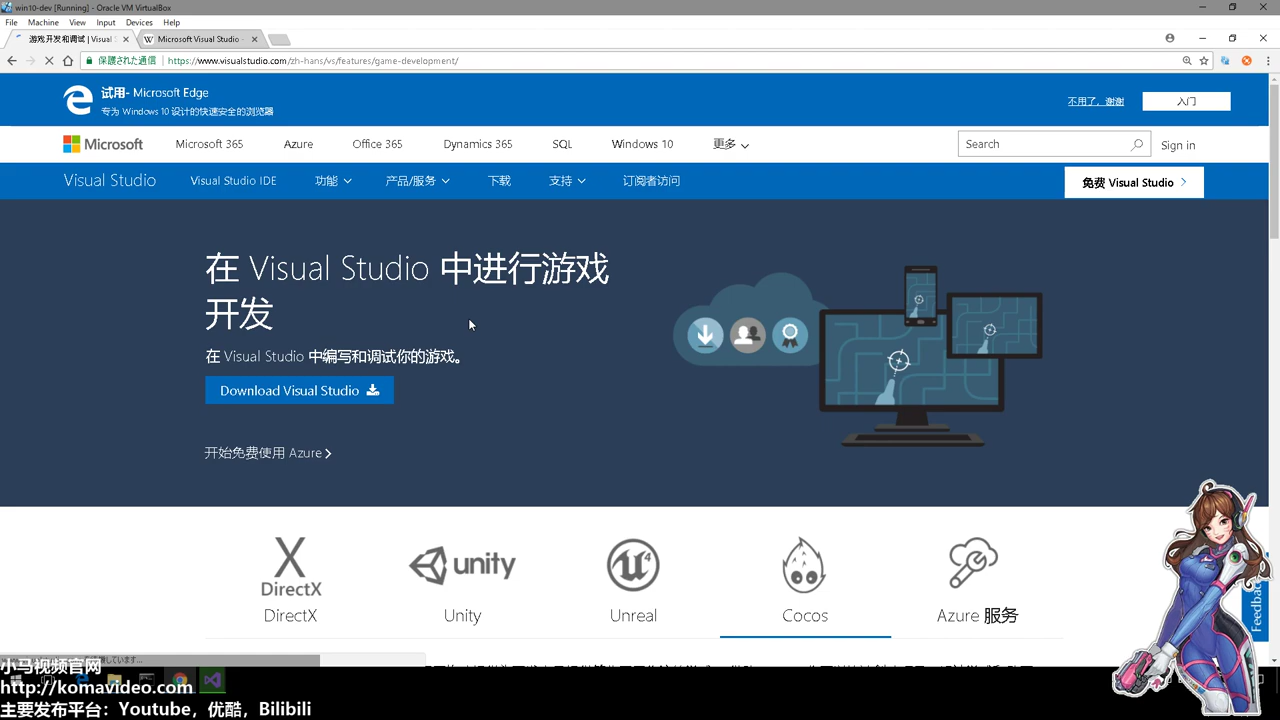 win10-dev [Running] - Oracle VM VirtualBox
File Machine View Input Devices Help
游戏开发和调试 | Visual S
Microsoft Visual Studio -
保護された通信 https://www.visualstudio.com/zh-hans/vs/features/game-development/
试用- Microsoft Edge
专为 Windows 10 设计的快速安全的浏览器
不用了，谢谢
入门
Microsoft
Microsoft 365
Azure
Office 365
Dynamics 365
SQL
Windows 10
更多
Search
Sign in
Visual Studio
Visual Studio IDE
功能
产品/服务
下载
支持
订阅者访问
免费 Visual Studio
在 Visual Studio 中进行游戏
开发
在 Visual Studio 中编写和调试你的游戏。
Download Visual Studio
开始免费使用 Azure
DirectX
unity
DirectX
Unity
Unreal
Cocos
Azure 服务
Feedback
しています...
小马视频官网
http://komavideo.com
主要发布平台：Youtube，优酷，Bilibili